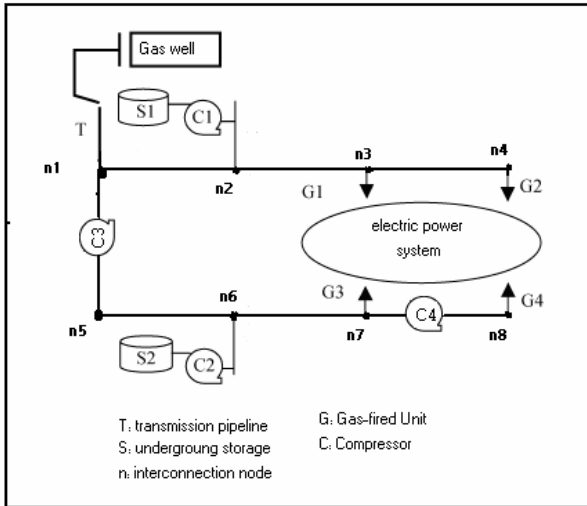 Gas well
S1
C1
T
n1
n2
n3
n4
G1
G2
electric power
system
C3
G3
G4
n5
n6
n7
C4
n8
S2
C2
T: transmission pipeline
S: undergroung storage
n: interconnection node
G: Gas-fired Unit
C: Compressor